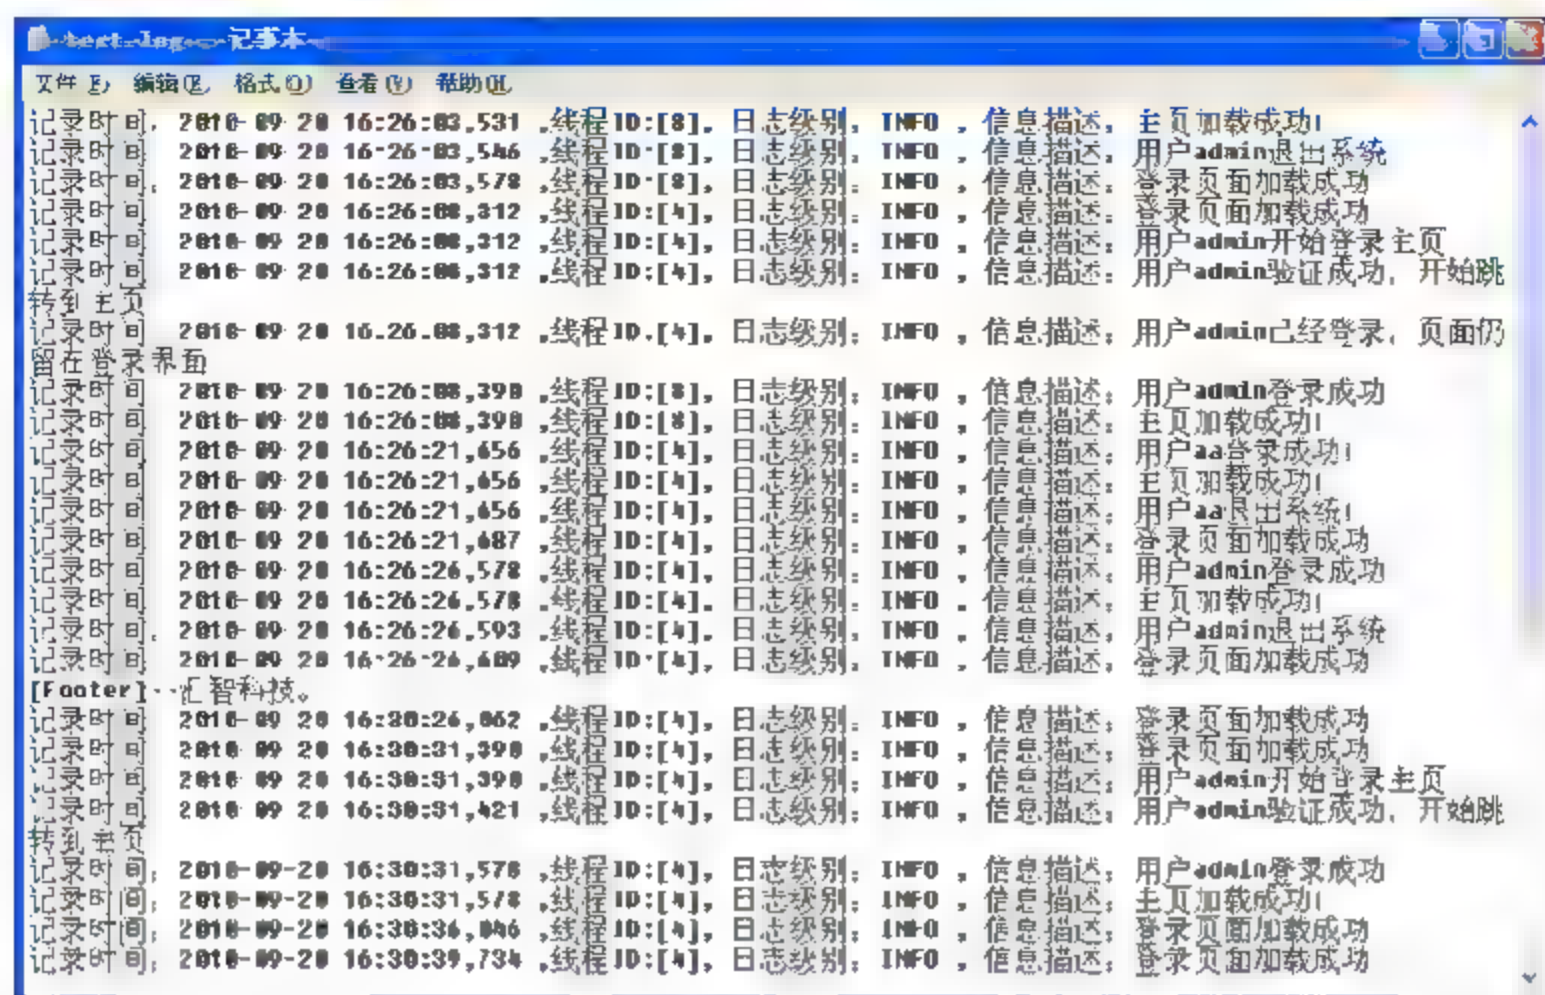 test.log - 记事本
文件(F) 编辑(E) 格式(O) 查看(V) 帮助(H)
记录时间: 2010-09-20 16:26:03,531 ,线程ID:[8], 日志级别: INFO , 信息描述: 主页加载成功!
记录时间: 2010-09-20 16:26:03,546 ,线程ID:[8], 日志级别: INFO , 信息描述: 用户admin退出系统
记录时间: 2010-09-20 16:26:03,578 ,线程ID:[8], 日志级别: INFO , 信息描述: 登录页面加载成功
记录时间: 2010-09-20 16:26:08,312 ,线程ID:[4], 日志级别: INFO , 信息描述: 登录页面加载成功
记录时间: 2010-09-20 16:26:08,312 ,线程ID:[4], 日志级别: INFO , 信息描述: 用户admin开始登录主页
记录时间: 2010-09-20 16:26:08,312 ,线程ID:[4], 日志级别: INFO , 信息描述: 用户admin验证成功, 开始跳
转到主页
记录时间: 2010-09-20 16:26:08,312 ,线程ID:[4], 日志级别: INFO , 信息描述: 用户admin已经登录, 页面仍
留在登录界面
记录时间: 2010-09-20 16:26:08,390 ,线程ID:[8], 日志级别: INFO , 信息描述: 用户admin登录成功
记录时间: 2010-09-20 16:26:08,390 ,线程ID:[8], 日志级别: INFO , 信息描述: 主页加载成功!
记录时间: 2010-09-20 16:26:21,656 ,线程ID:[4], 日志级别: INFO , 信息描述: 用户aa登录成功!
记录时间: 2010-09-20 16:26:21,656 ,线程ID:[4], 日志级别: INFO , 信息描述: 主页加载成功!
记录时间: 2010-09-20 16:26:21,656 ,线程ID:[4], 日志级别: INFO , 信息描述: 用户aa退出系统!
记录时间: 2010-09-20 16:26:21,687 ,线程ID:[4], 日志级别: INFO , 信息描述: 登录页面加载成功
记录时间: 2010-09-20 16:26:26,578 ,线程ID:[4], 日志级别: INFO , 信息描述: 用户admin登录成功
记录时间: 2010-09-20 16:26:26,578 ,线程ID:[4], 日志级别: INFO , 信息描述: 主页加载成功!
记录时间: 2010-09-20 16:26:26,593 ,线程ID:[4], 日志级别: INFO , 信息描述: 用户admin退出系统
记录时间: 2010-09-20 16:26:26,609 ,线程ID:[4], 日志级别: INFO , 信息描述: 登录页面加载成功
[Footer]--汇智科技。
记录时间: 2010-09-20 16:30:26,062 ,线程ID:[4], 日志级别: INFO , 信息描述: 登录页面加载成功
记录时间: 2010-09-20 16:30:31,390 ,线程ID:[4], 日志级别: INFO , 信息描述: 登录页面加载成功
记录时间: 2010-09-20 16:30:31,390 ,线程ID:[4], 日志级别: INFO , 信息描述: 用户admin开始登录主页
记录时间: 2010-09-20 16:30:31,421 ,线程ID:[4], 日志级别: INFO , 信息描述: 用户admin验证成功, 开始跳
转到主页
记录时间: 2010-09-20 16:30:31,578 ,线程ID:[4], 日志级别: INFO , 信息描述: 用户admin登录成功
记录时间: 2010-09-20 16:30:31,578 ,线程ID:[4], 日志级别: INFO , 信息描述: 主页加载成功!
记录时间: 2010-09-20 16:30:36,046 ,线程ID:[4], 日志级别: INFO , 信息描述: 登录页面加载成功
记录时间: 2010-09-20 16:30:39,734 ,线程ID:[4], 日志级别: INFO , 信息描述: 登录页面加载成功